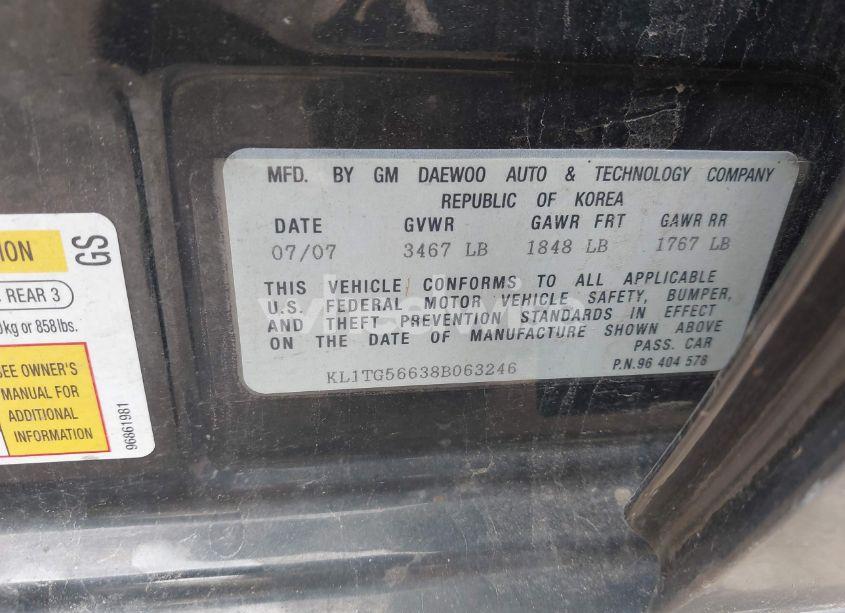 MFD. BY GM DAEWOO AUTO & TECHNOLOGY COMPANY
REPUBLIC OF KOREA
DATE GVWR GAWR FRT GAWR RR
07/07 3467 LB 1848 LB 1767 LB
THIS VEHICLE CONFORMS TO ALL APPLICABLE
U.S. FEDERAL MOTOR VEHICLE SAFETY, BUMPER,
AND THEFT PREVENTION STANDARDS IN EFFECT
ON THE DATE OF MANUFACTURE SHOWN ABOVE
PASS. CAR
KL1TG56638B063246
P.N.96 404 578
GS
REAR 3
kg or 858 lbs.
SEE OWNER'S
MANUAL FOR
ADDITIONAL
INFORMATION
96861981